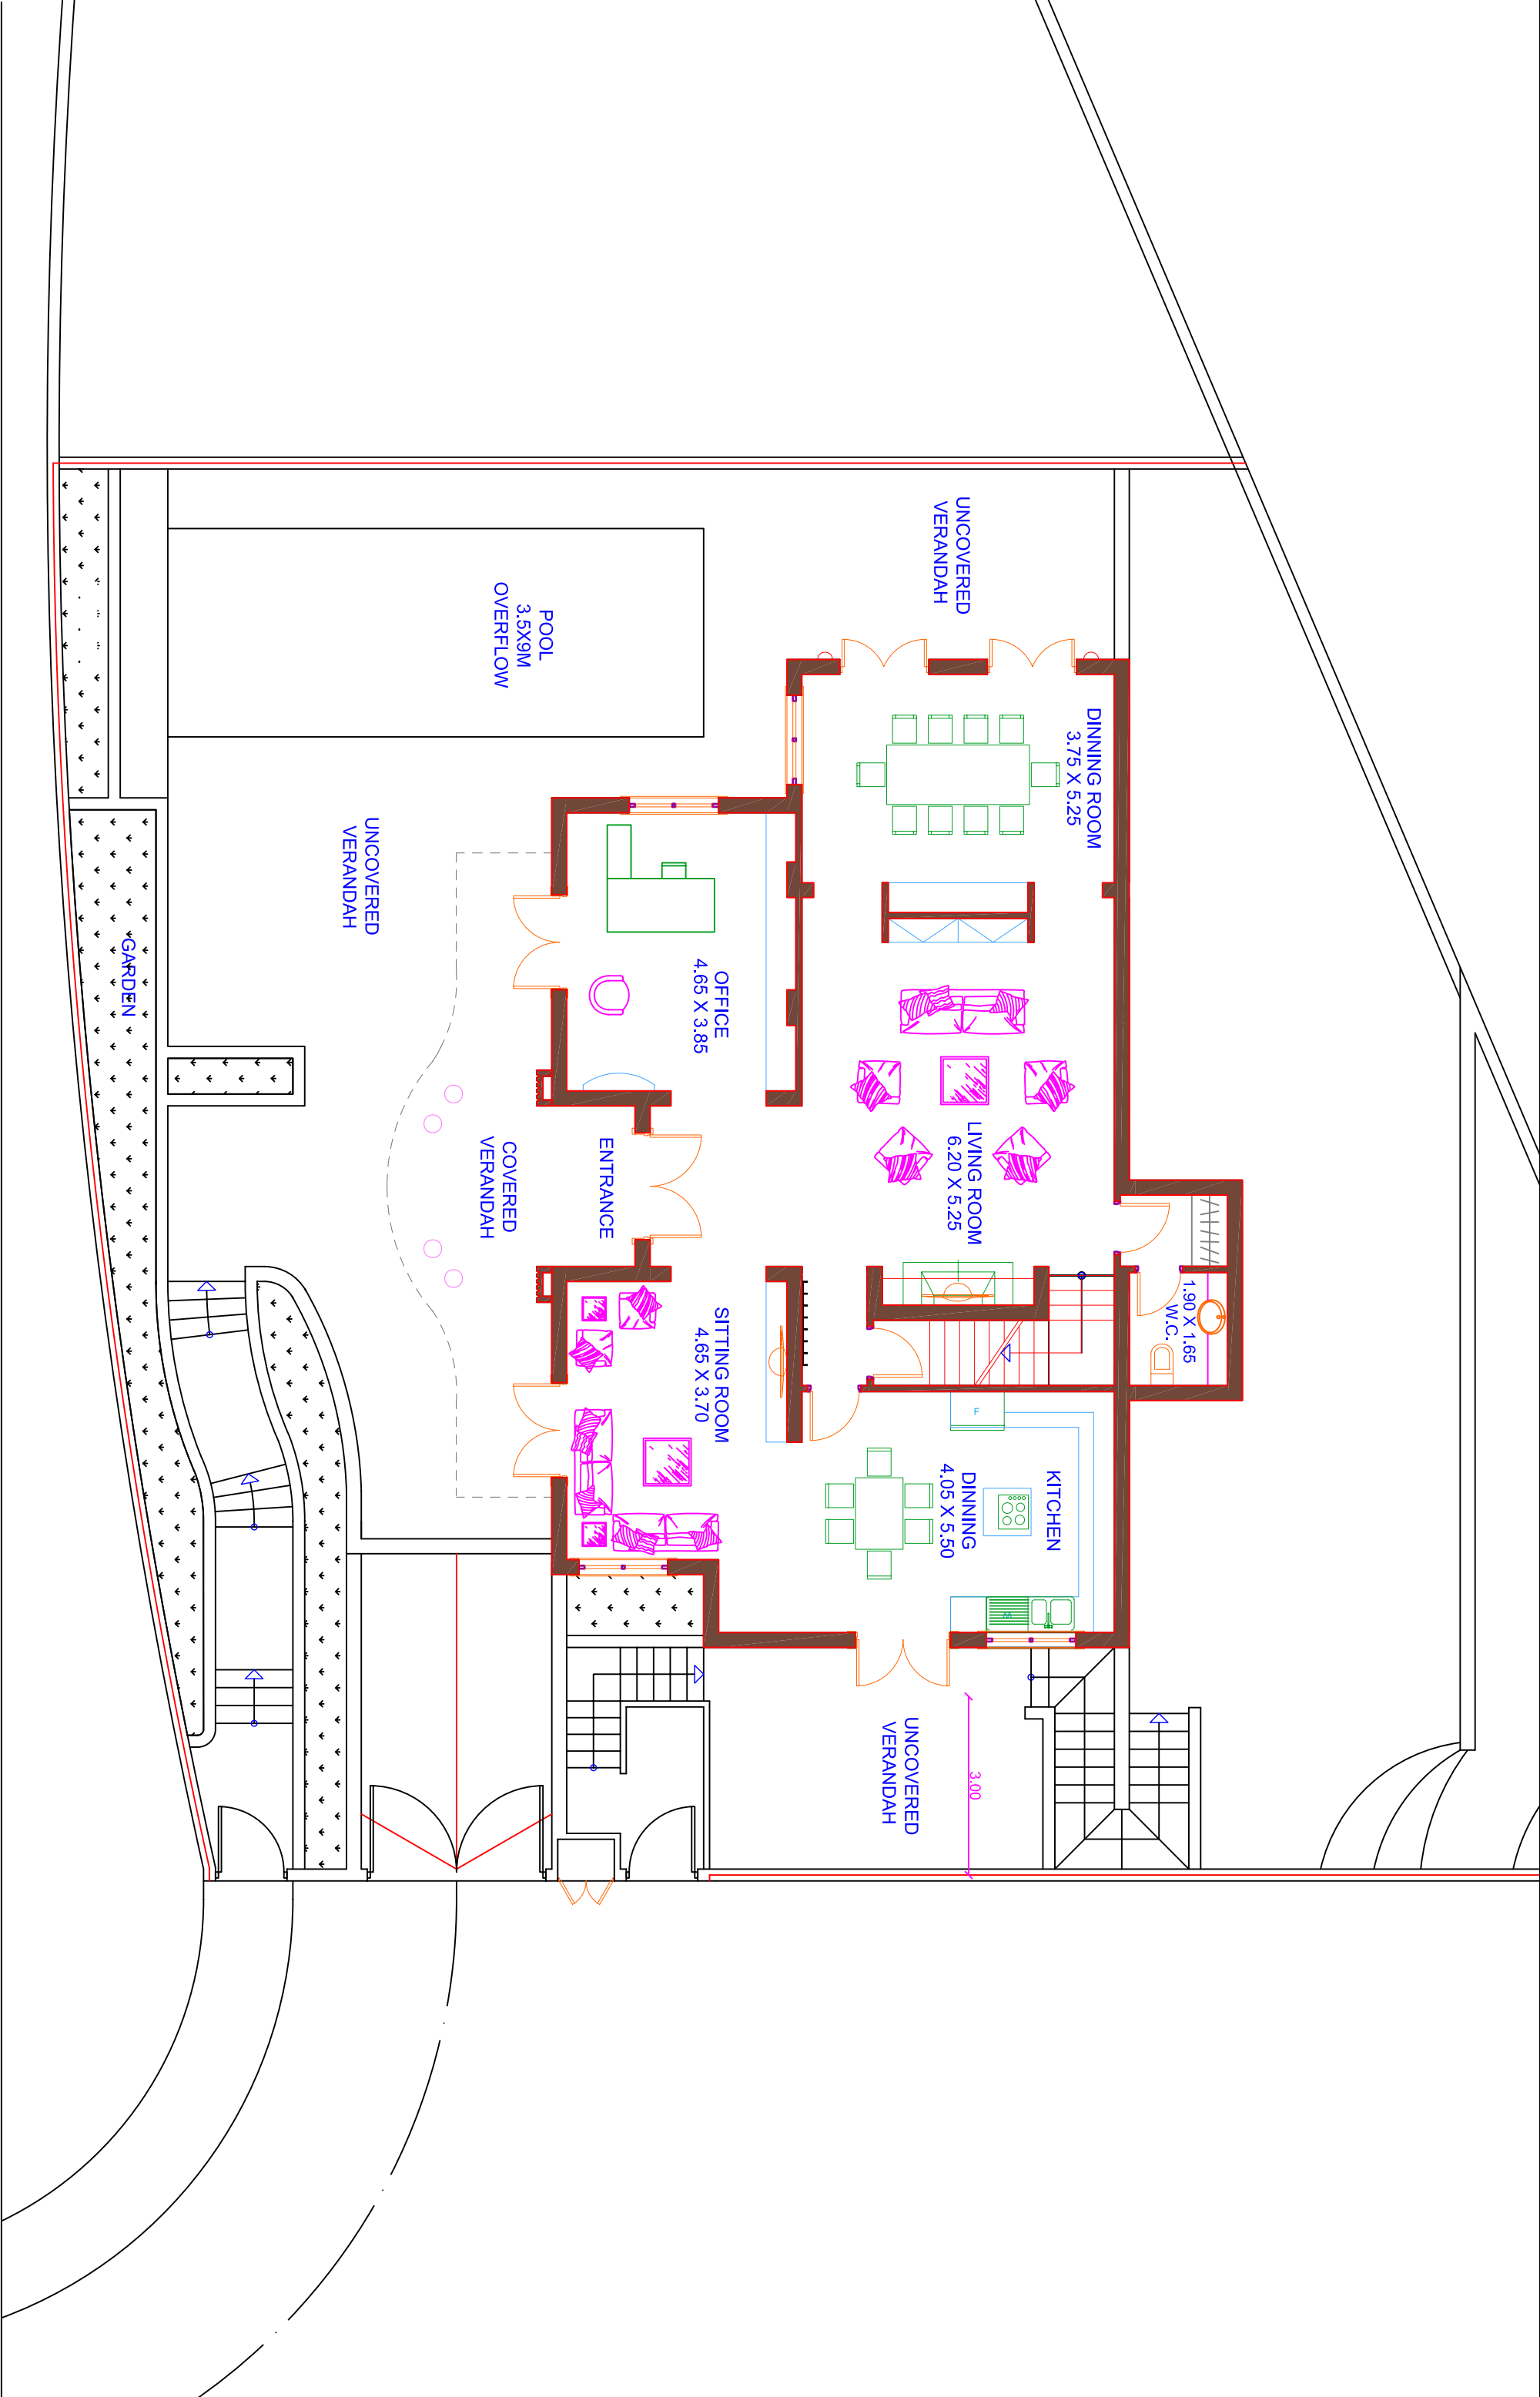 UNCOVERED
VERANDAH
DINNING ROOM
3.75 X 5.25
POOL
3.5X9M
OVERFLOW
UNCOVERED
VERANDAH
GARDEN
OFFICE
4.65 X 3.85
LIVING ROOM
6.20 X 5.25
ENTRANCE
COVERED
VERANDAH
1.90 X 1.65
W.C.
SITTING ROOM
4.65 X 3.70
F
KITCHEN
DINNING
4.05 X 5.50
W
UNCOVERED
VERANDAH
3.00